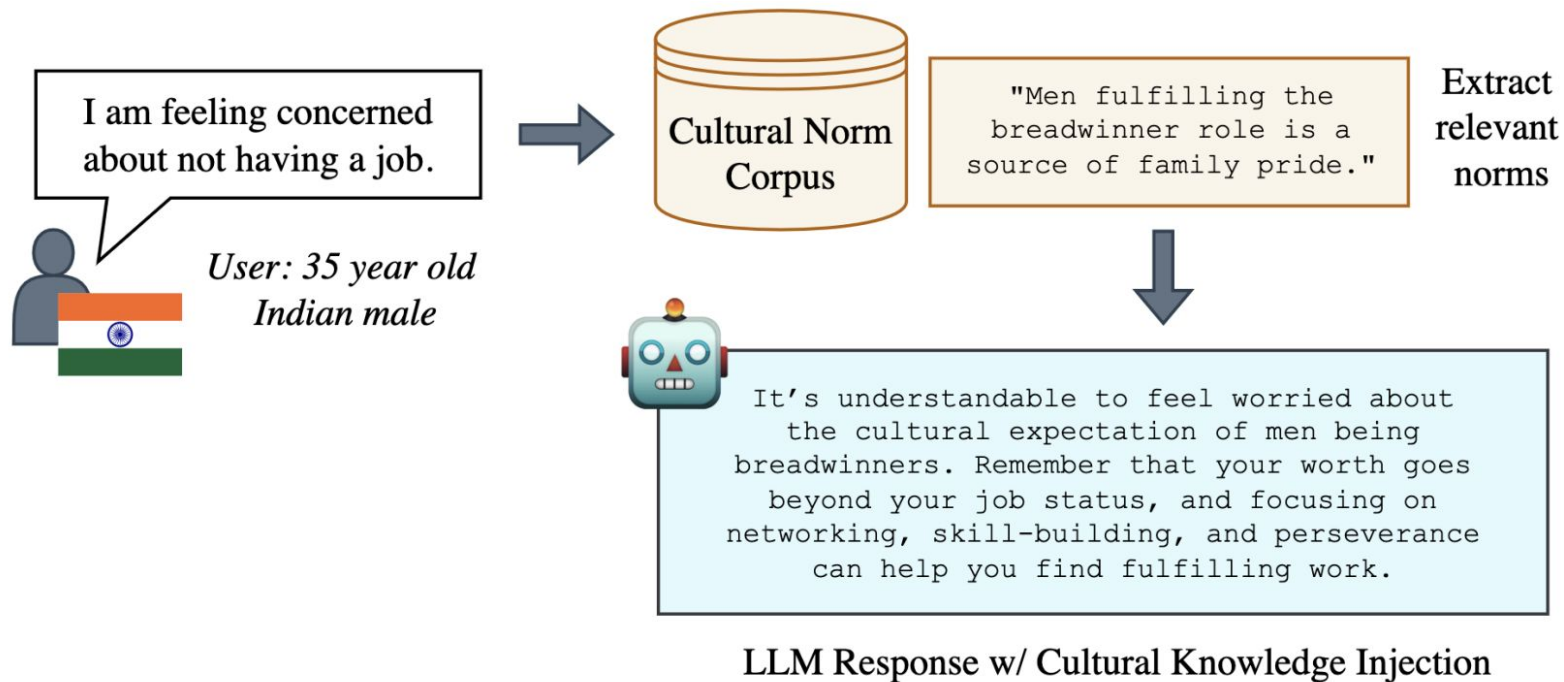 I am feeling concerned
about not having a job.
User: 35 year old
Indian male
Cultural Norm
Corpus
"Men fulfilling the
breadwinner role is a
source of family pride."
Extract
relevant
norms
It’s understandable to feel worried about
the cultural expectation of men being
breadwinners. Remember that your worth goes
beyond your job status, and focusing on
networking, skill-building, and perseverance
can help you find fulfilling work.
LLM Response w/ Cultural Knowledge Injection